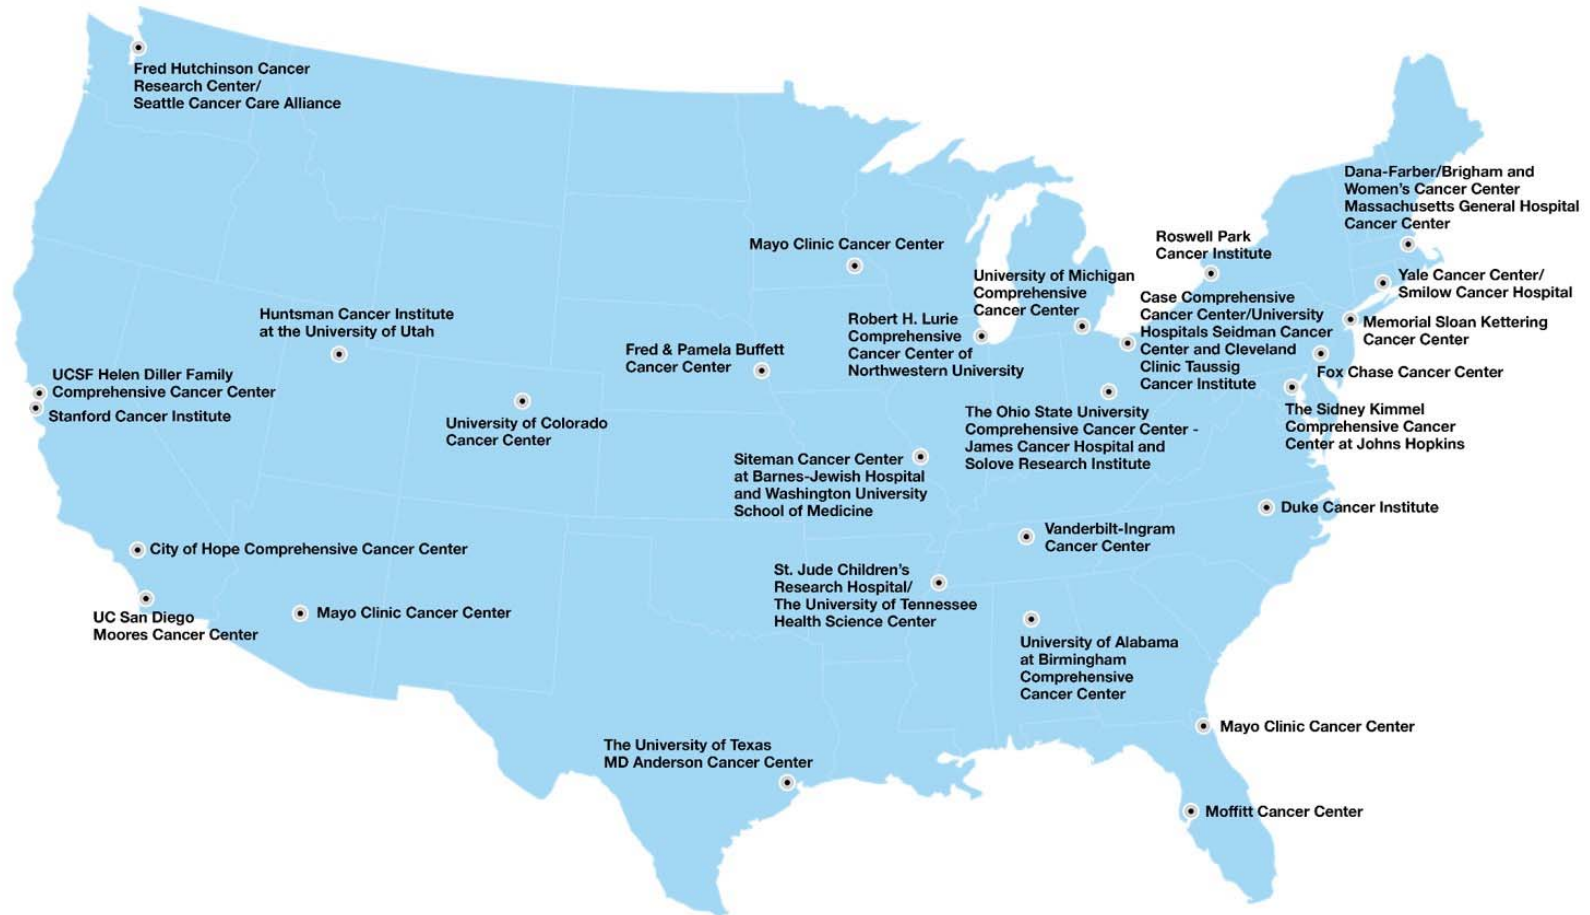 Fred Hutchinson Cancer
Research Center/
Seattle Cancer Care Alliance
Dana-Farber/Brigham and
Women's Cancer Center
Massachusetts General Hospital
Cancer Center
Mayo Clinic Cancer Center
Roswell Park
Cancer Institute
University of Michigan
Comprehensive
Cancer Center
Yale Cancer Center/
Smilow Cancer Hospital
Case Comprehensive
Cancer Center/University
Hospitals Seidman Cancer
Center and Cleveland
Clinic Taussig
Cancer Institute
Huntsman Cancer Institute
at the University of Utah
Robert H. Lurie
Comprehensive
Cancer Center of
Northwestern University
Memorial Sloan Kettering
Cancer Center
Fred & Pamela Buffett
Cancer Center
Fox Chase Cancer Center
UCSF Helen Diller Family
Comprehensive Cancer Center
Stanford Cancer Institute
University of Colorado
Cancer Center
The Ohio State University
Comprehensive Cancer Center -
James Cancer Hospital and
Solove Research Institute
The Sidney Kimmel
Comprehensive Cancer
Center at Johns Hopkins
Siteman Cancer Center
at Barnes-Jewish Hospital
and Washington University
School of Medicine
Duke Cancer Institute
Vanderbilt-Ingram
Cancer Center
City of Hope Comprehensive Cancer Center
St. Jude Children's
Research Hospital/
The University of Tennessee
Health Science Center
UC San Diego
Moores Cancer Center
Mayo Clinic Cancer Center
University of Alabama
at Birmingham
Comprehensive
Cancer Center
Mayo Clinic Cancer Center
The University of Texas
MD Anderson Cancer Center
Moffitt Cancer Center